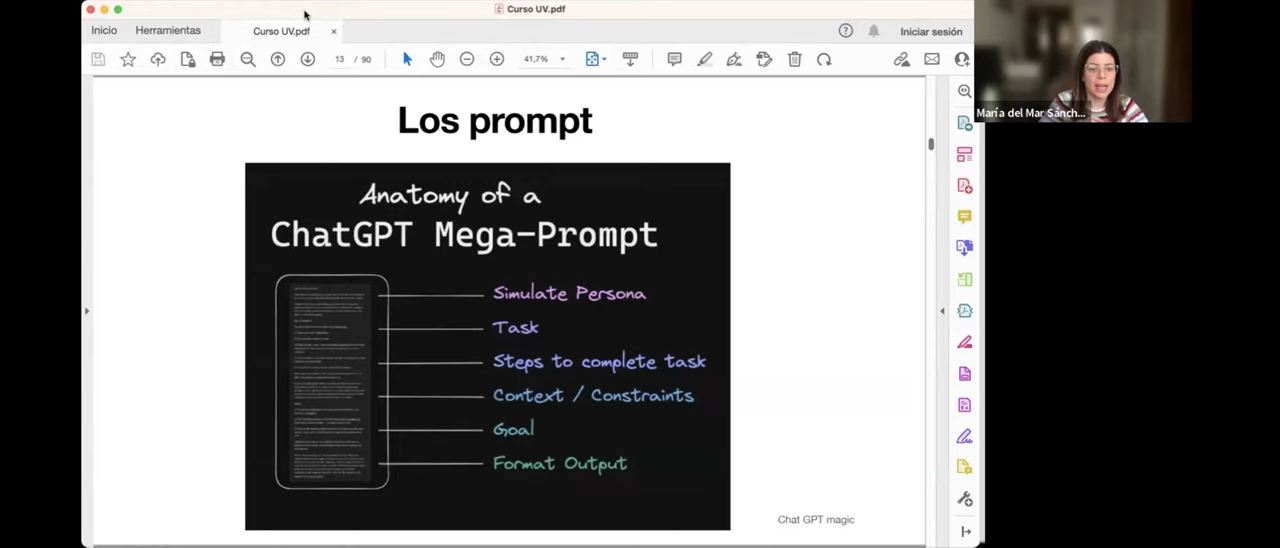 Curso UV.pdf
Inicio
Herramientas
Curso UV.pdf
Iniciar sesión
13 / 90
41,7%
María del Mar Sánch...
Los prompt
Anatomy of a
ChatGPT Mega-Prompt
Simulate Persona
Task
Steps to complete task
Context / Constraints
Goal
Format Output
Chat GPT magic